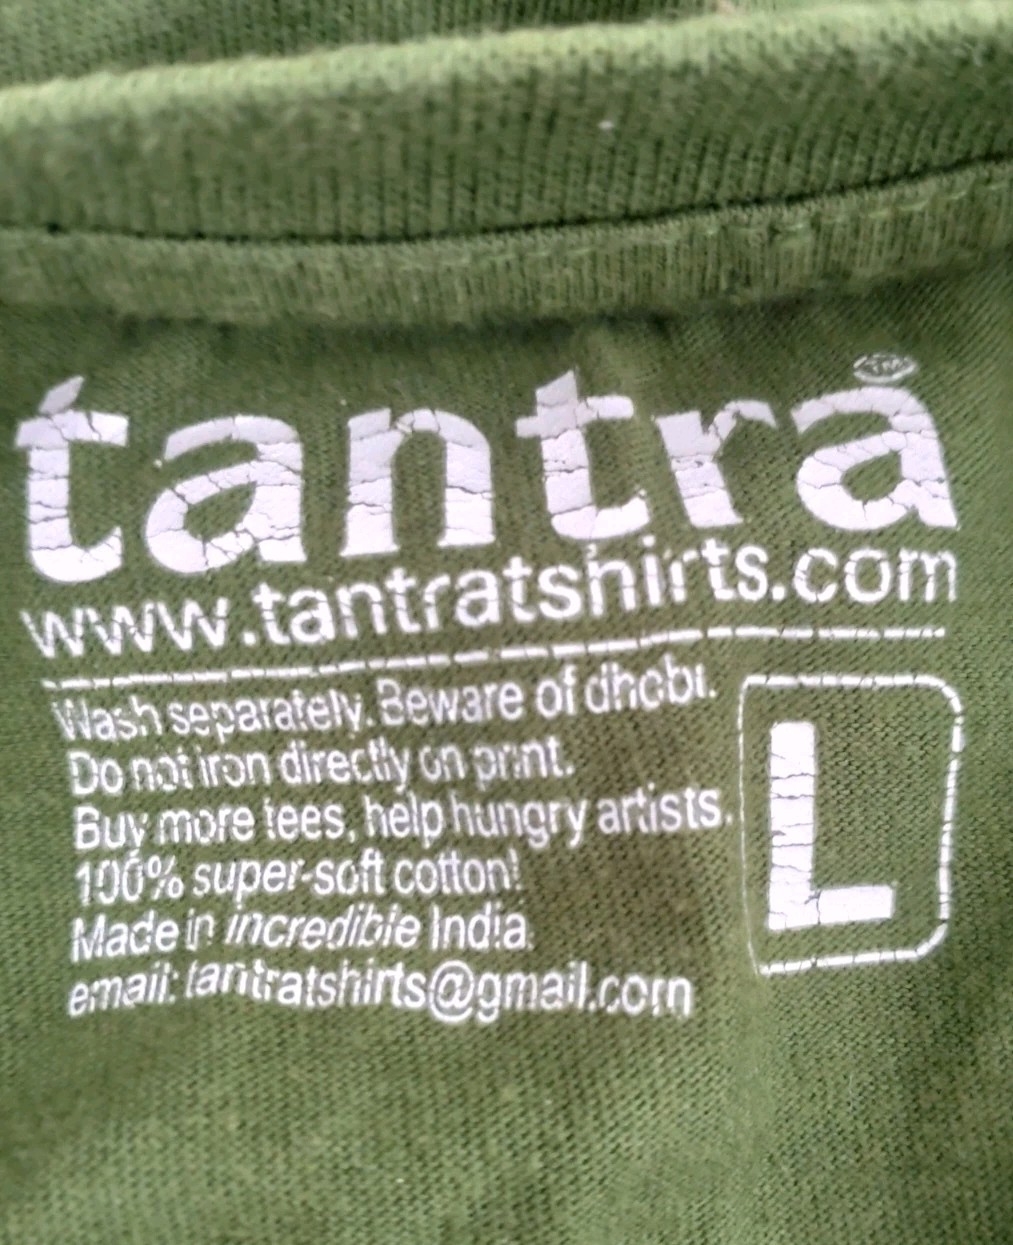 tantra
TM
www.tantratshirts.com
Wash separately. Beware of dhobi.
Do not iron directly on print.
Buy more tees, help hungry artists.
100% super-soft cotton!
Made in incredible India.
email: tantratshirts@gmail.com
L